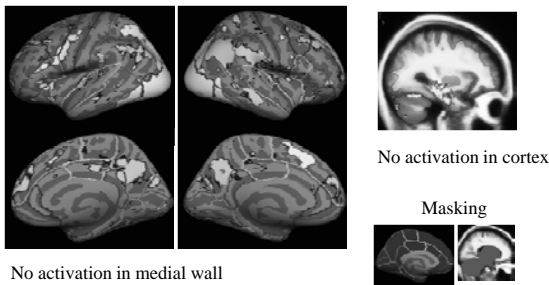 No activation in cortex
Masking
No activation in medial wall